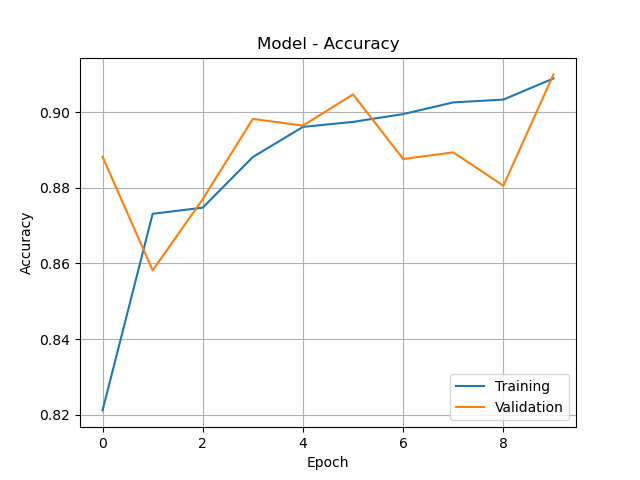 Model - Accuracy
Accuracy
0.90
0.88
0.86
0.84
0.82
0 2 4 6 8
Epoch
Training
Validation